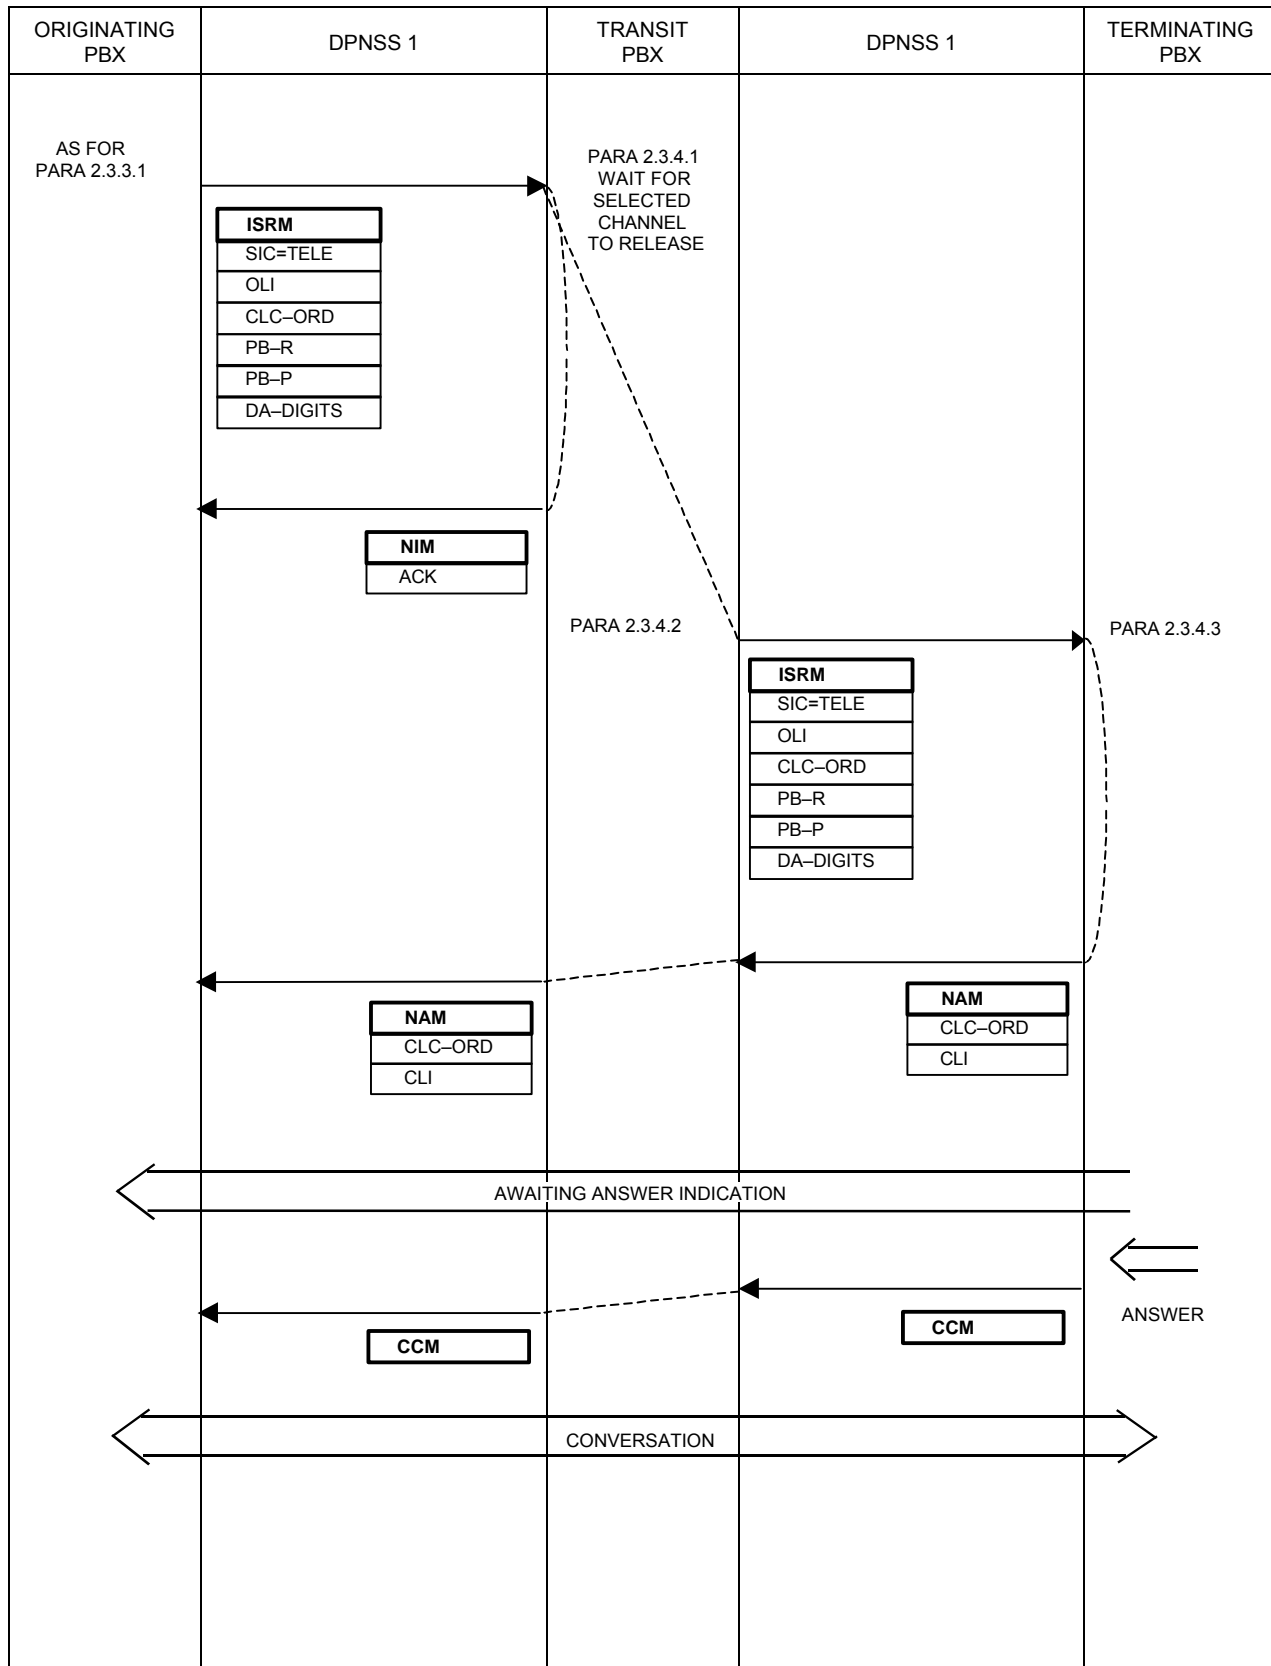 ORIGINATING
PBX
DPNSS 1
TRANSIT
PBX
DPNSS 1
TERMINATING
PBX
AS FOR
PARA 2.3.3.1
PARA 2.3.4.1
WAIT FOR
SELECTED
CHANNEL
TO RELEASE
ISRM
SIC=TELE
OLI
CLC–ORD
PB–R
PB–P
DA–DIGITS
NIM
ACK
PARA 2.3.4.2
PARA 2.3.4.3
ISRM
SIC=TELE
OLI
CLC–ORD
PB–R
PB–P
DA–DIGITS
NAM
CLC–ORD
CLI
NAM
CLC–ORD
CLI
AWAITING ANSWER INDICATION
ANSWER
CCM
CCM
CONVERSATION